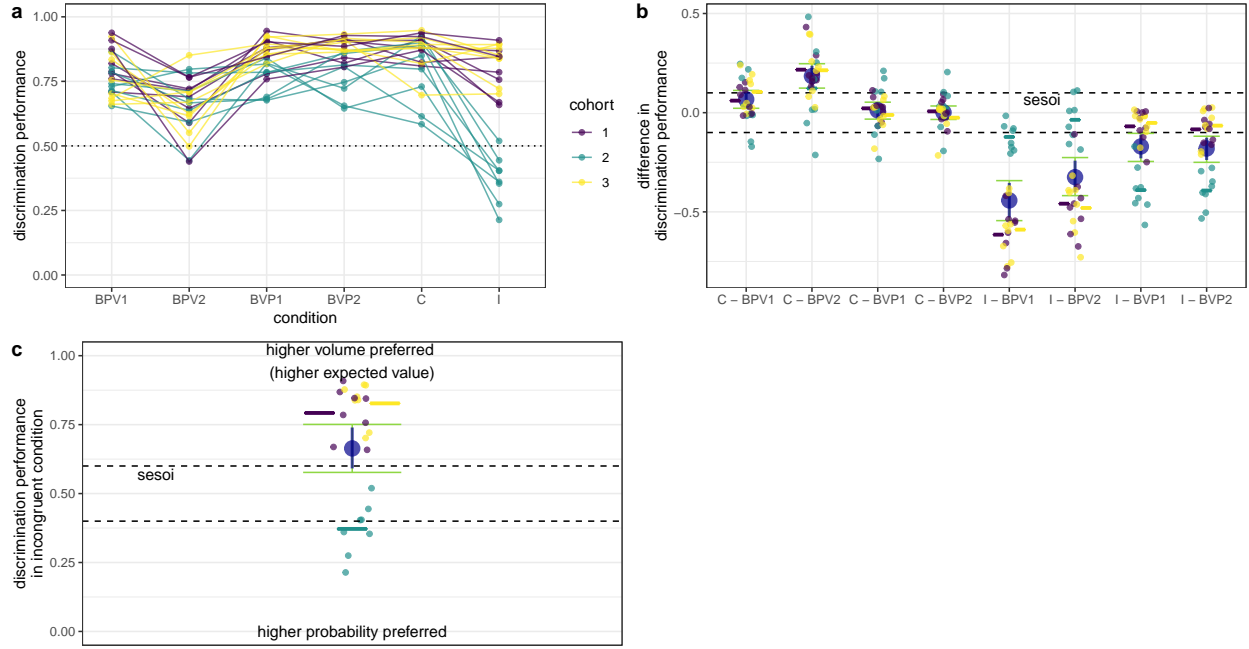 a
1.00
0.75
0.50
0.25
0.00
discrimination performance
BPV1 BPV2 BVP1 BVP2 C I
condition
cohort
1
2
3
b
0.5
0.0
−0.5
difference in
discrimination performance
sesoi
C − BPV1 C − BPV2 C − BVP1 C − BVP2 I − BPV1 I − BPV2 I − BVP1 I − BVP2
c
1.00
0.75
0.50
0.25
0.00
discrimination performance
in incongruent condition
higher volume preferred
(higher expected value)
sesoi
higher probability preferred